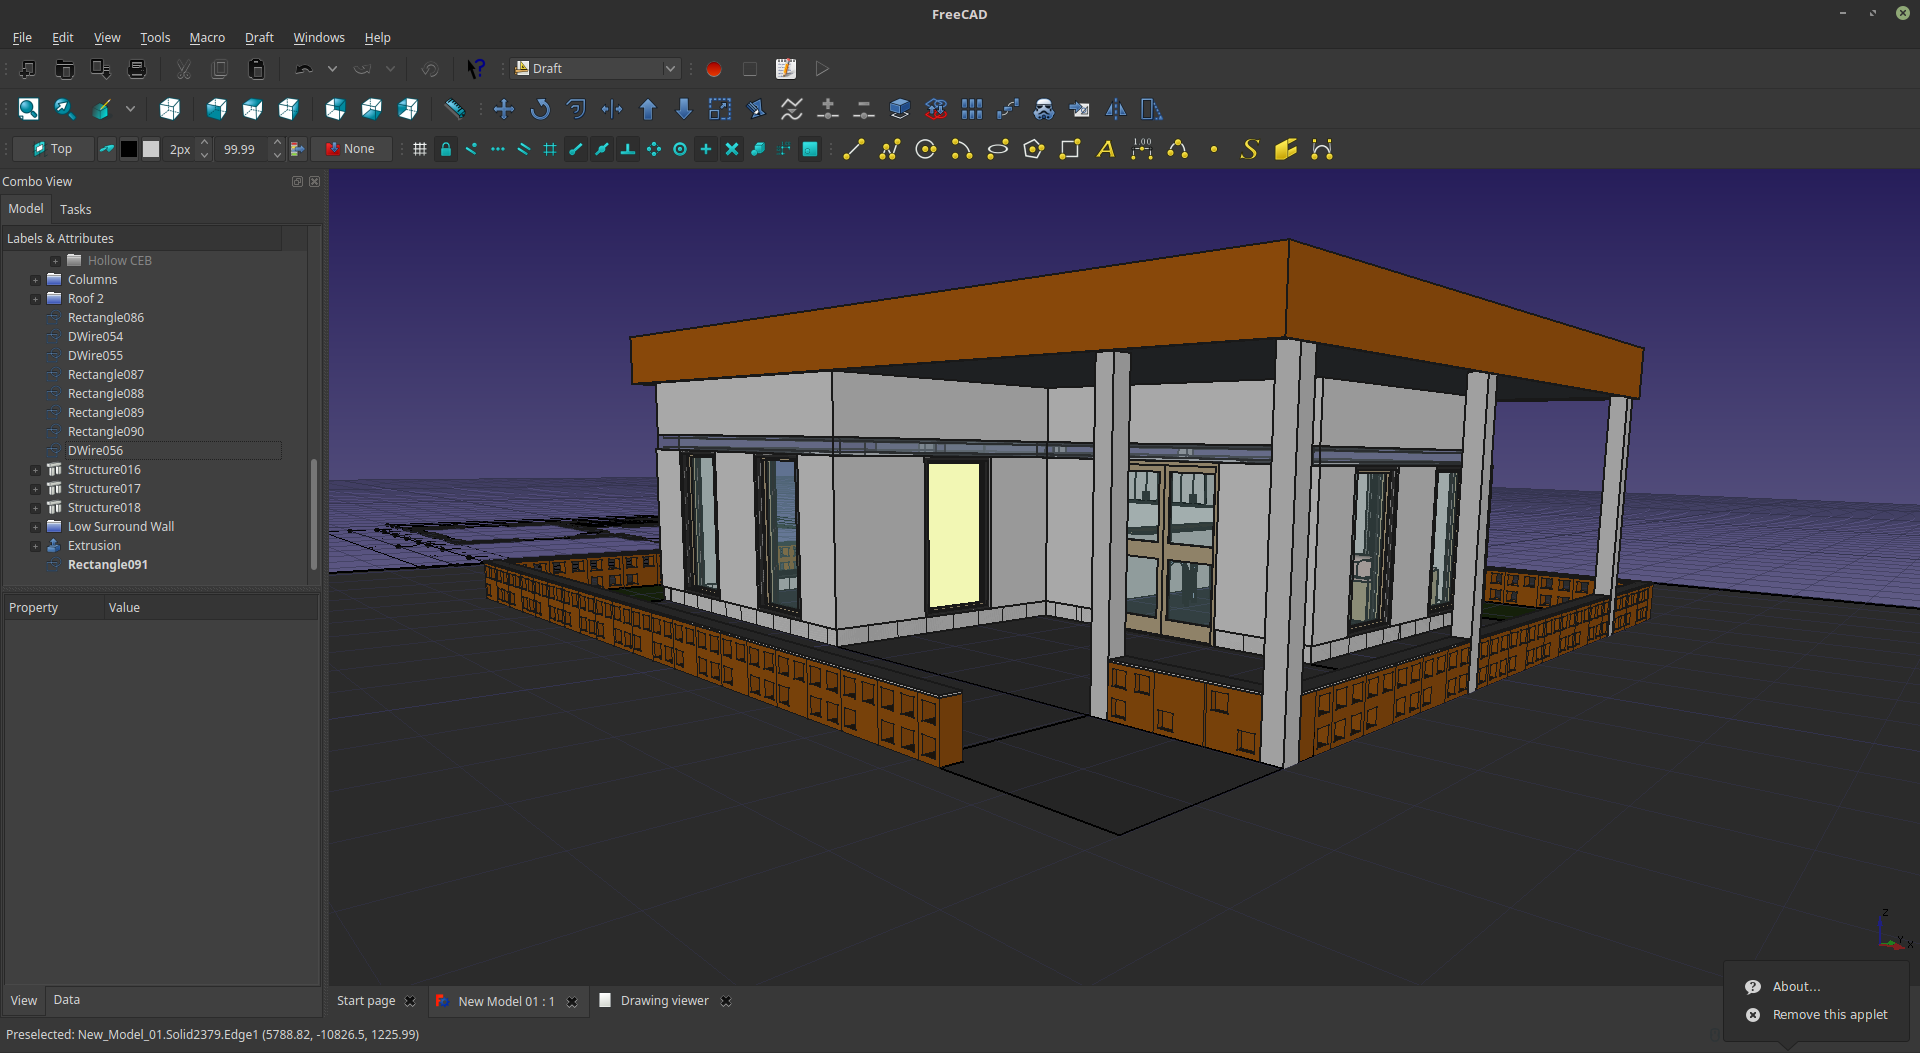 FreeCAD
File Edit View Tools Macro Draft Windows Help
Draft
Top 2px 99.99 None A 1.00 S
Combo View
Model Tasks
Labels & Attributes
Hollow CEB
Columns
Roof 2
Rectangle086
DWire054
DWire055
Rectangle087
Rectangle088
Rectangle089
Rectangle090
DWire056
Structure016
Structure017
Structure018
Low Surround Wall
Extrusion
Rectangle091
Property Value
Z
Y
X
View Data
Start page New Model 01 : 1 Drawing viewer
About...
Remove this applet
Preselected: New_Model_01.Solid2379.Edge1 (5788.82, -10826.5, 1225.99)